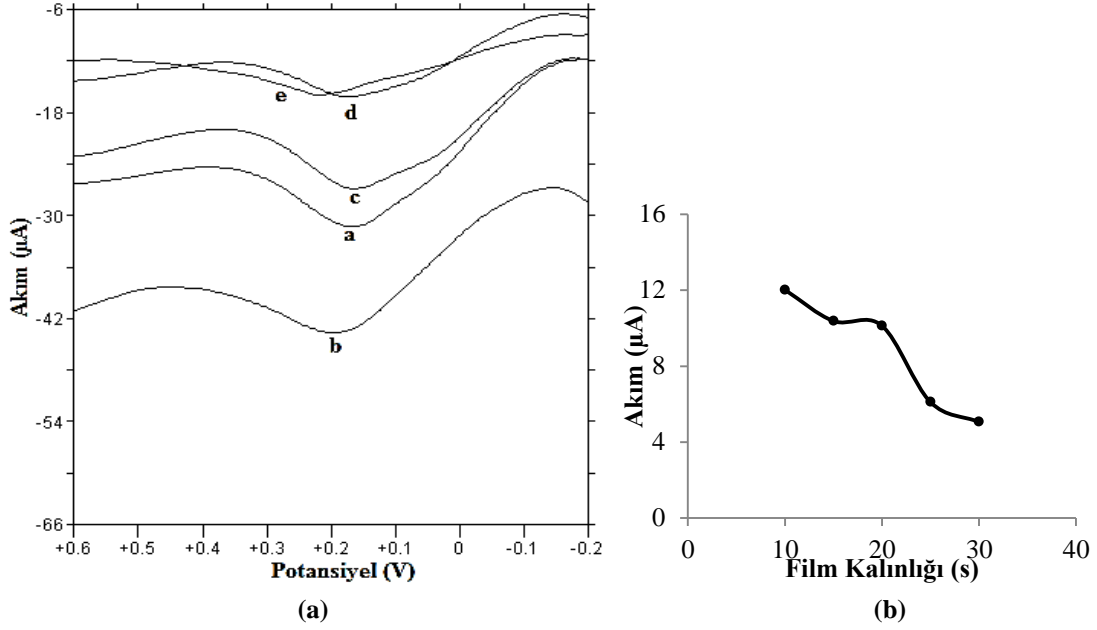 -6
-18
-30
-42
-54
-66
Akım (µA)
e
d
c
a
b
+0.6 +0.5 +0.4 +0.3 +0.2 +0.1 0 -0.1 -0.2
Potansiyel (V)
(a)
16
12
8
4
0
Akım (µA)
0 10 20 30 40
Film Kalınlığı (s)
(b)